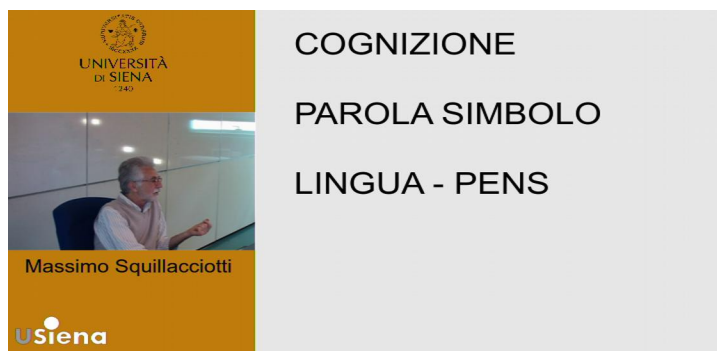 UNIVERSITÀ
DI SIENA
1240
Massimo Squillacciotti
USiena
COGNIZIONE
PAROLA SIMBOLO
LINGUA - PENS